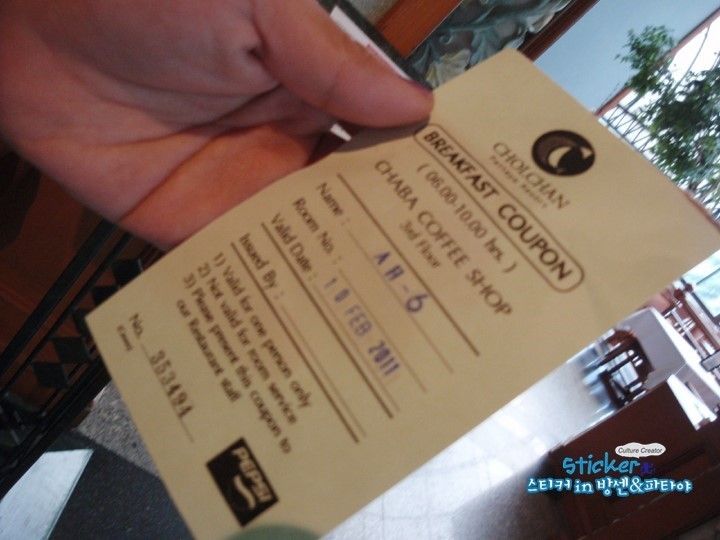 CHOLCHAN
Pattaya Resort
BREAKFAST COUPON
( 06.00-10.00 hrs. )
CHABA COFFEE SHOP
3rd Floor
Name :
Room No. : AR-6
Valid Date : 10 FEB 2011
Issued By :
1) Valid for one person only
2) Not valid for room service
3) Please present this coupon to
our Restaurant staff
No. 353494
PEPSI
Culture Creator
Sticker
스티커 in 방센&파타야